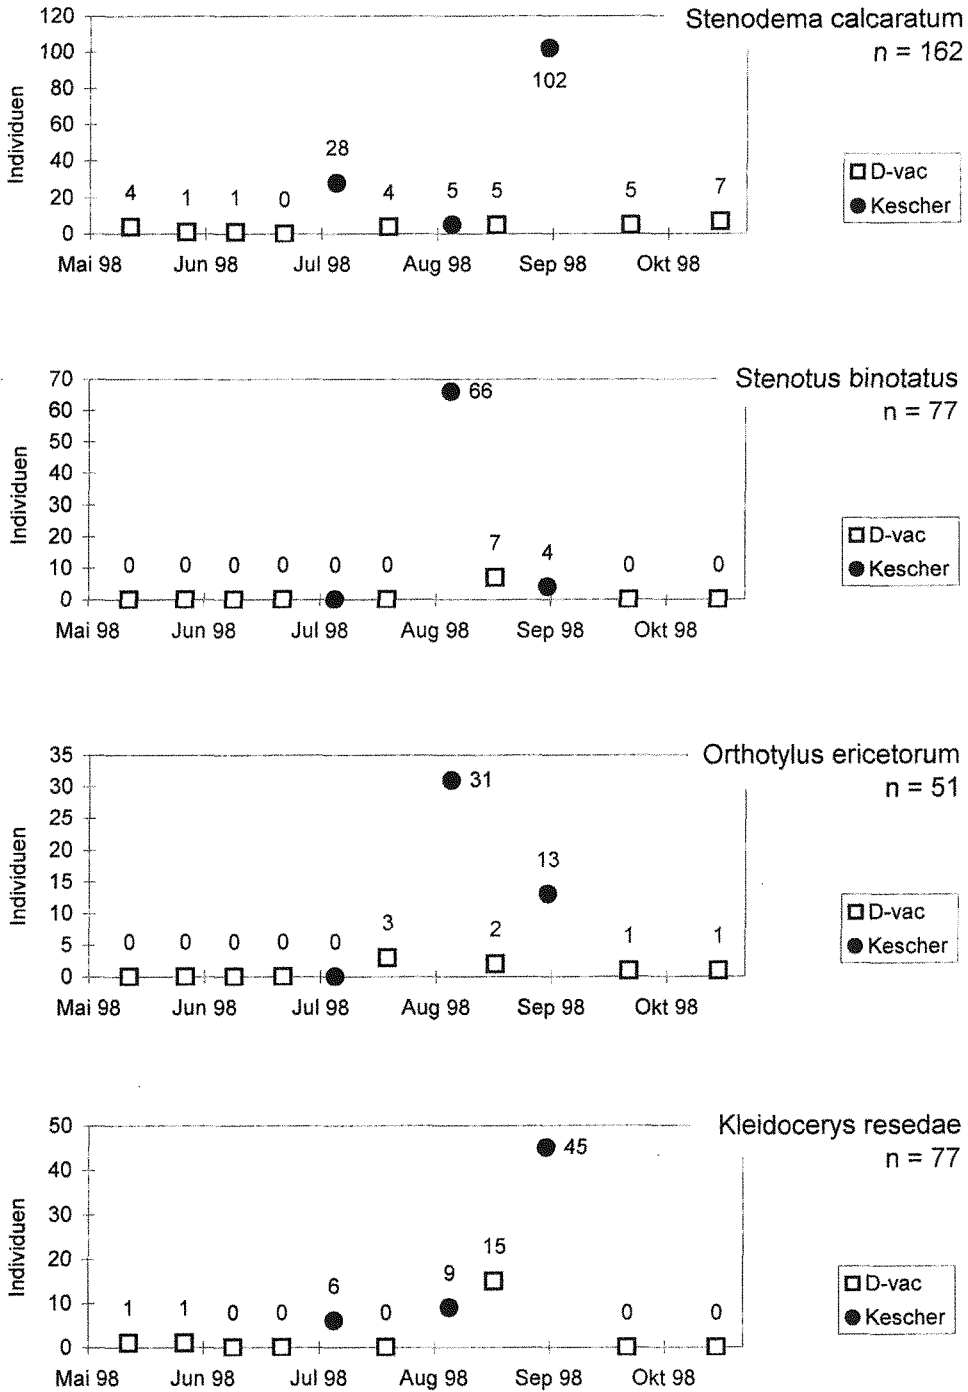 Stenodema calcaratum
n = 162
120
100
80
60
40
20
0
Individuen
4 1 1 0 28 4 5 5 102 5 7
Mai 98 Jun 98 Jul 98 Aug 98 Sep 98 Okt 98
D-vac
Kescher
Stenotus binotatus
n = 77
70
60
50
40
30
20
10
0
Individuen
0 0 0 0 0 0 66 7 4 0 0
Mai 98 Jun 98 Jul 98 Aug 98 Sep 98 Okt 98
D-vac
Kescher
Orthotylus ericetorum
n = 51
35
30
25
20
15
10
5
0
Individuen
0 0 0 0 0 3 31 2 13 1 1
Mai 98 Jun 98 Jul 98 Aug 98 Sep 98 Okt 98
D-vac
Kescher
Kleidocerys resedae
n = 77
50
40
30
20
10
0
Individuen
1 1 0 0 6 0 9 15 45 0 0
Mai 98 Jun 98 Jul 98 Aug 98 Sep 98 Okt 98
D-vac
Kescher